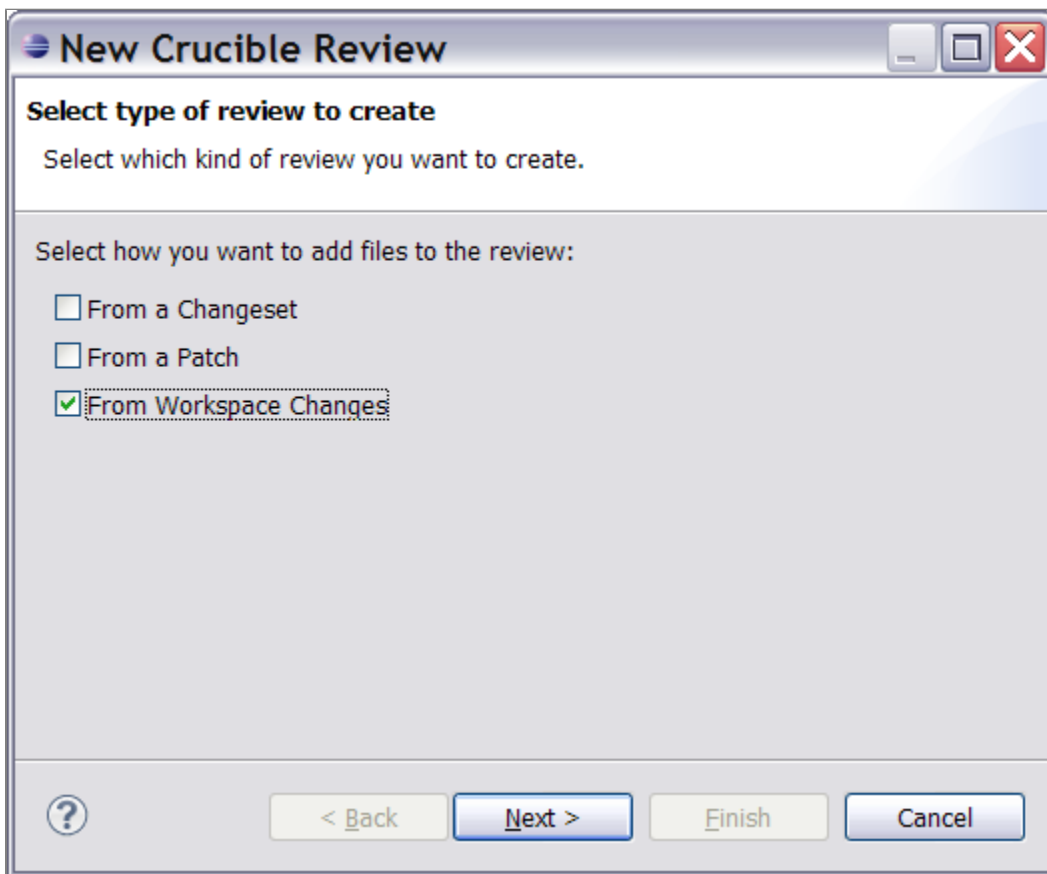 New Crucible Review
Select type of review to create
Select which kind of review you want to create.
Select how you want to add files to the review:
From a Changeset
From a Patch
From Workspace Changes
?
< Back
Next >
Finish
Cancel